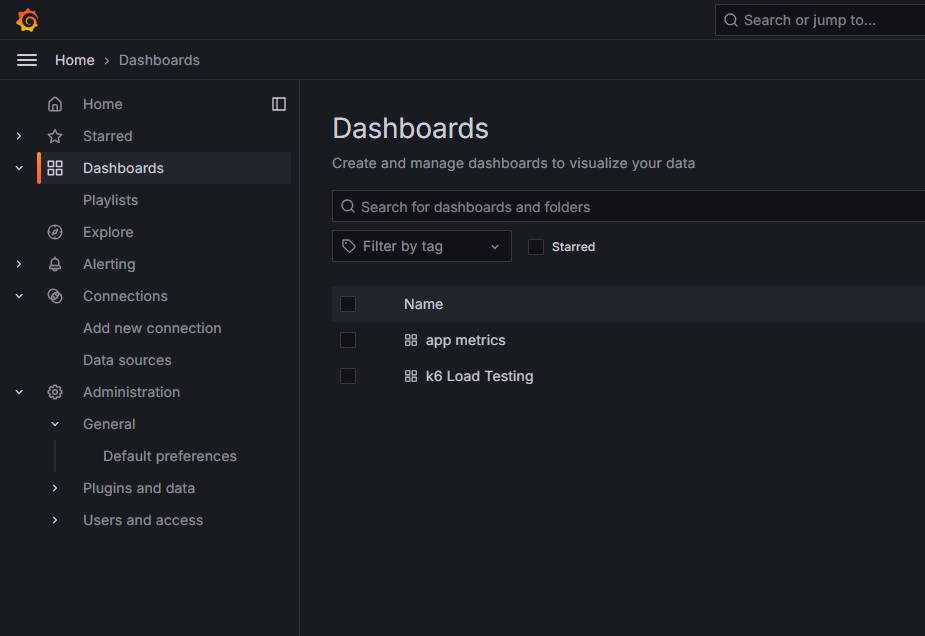 Search or jump to...
Home › Dashboards
Home
Starred
Dashboards
Playlists
Explore
Alerting
Connections
Add new connection
Data sources
Administration
General
Default preferences
Plugins and data
Users and access
Dashboards
Create and manage dashboards to visualize your data
Search for dashboards and folders
Filter by tag
Starred
Name
app metrics
k6 Load Testing